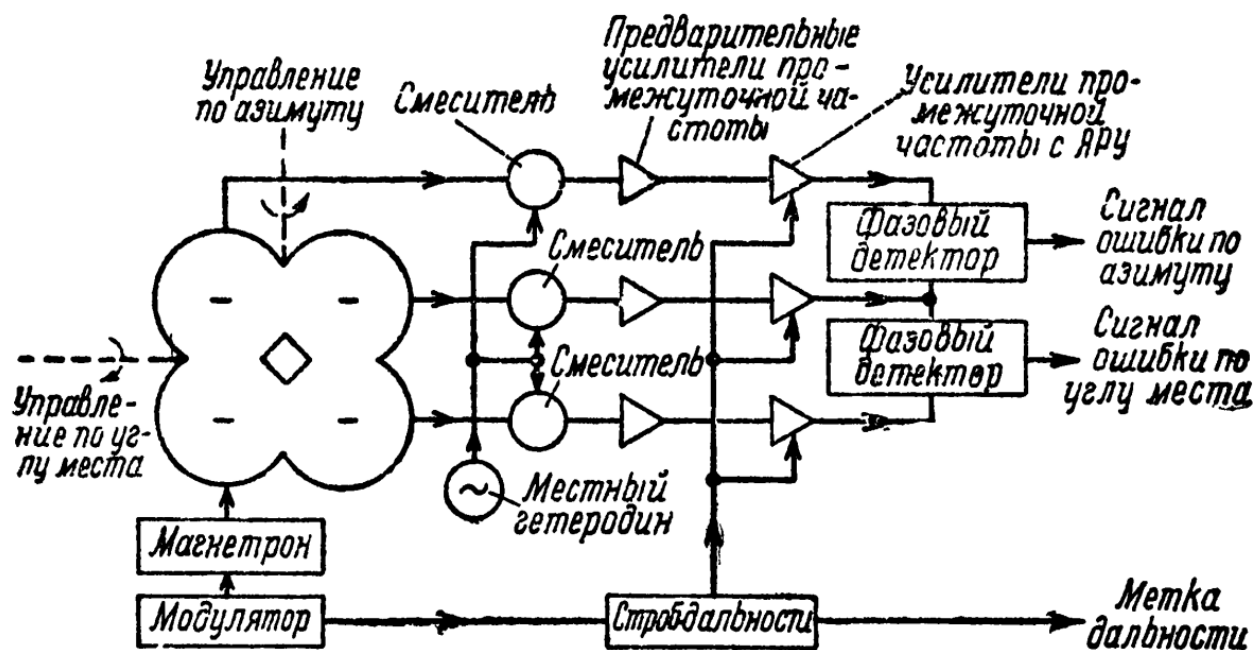 Управление
по азимуту
Смеситель
Предварительные
усилители про-
межуточной ча-
стоты
Усилители про-
межуточной
частоты с АРУ
Фазовый
детектор
Сигнал
ошибки по
азимуту
Смеситель
Смеситель
Фазовый
детектор
Сигнал
ошибки по
углу места
Управле-
ние по уг-
лу места
Местный
гетеродин
Магнетрон
Модулятор
Строб дальности
Метка
дальности